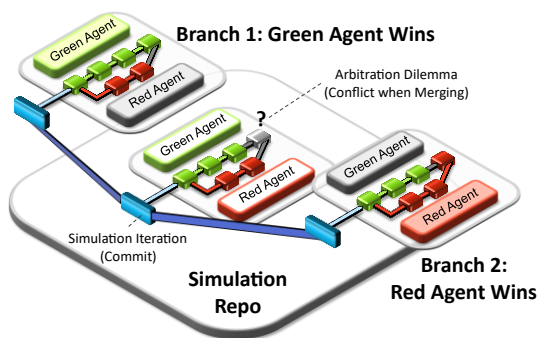 Branch 1: Green Agent Wins
Green Agent
Red Agent
Arbitration Dilemma
(Conflict when Merging)
?
Green Agent
Red Agent
Green Agent
Red Agent
Simulation Iteration
(Commit)
Simulation
Repo
Branch 2:
Red Agent Wins